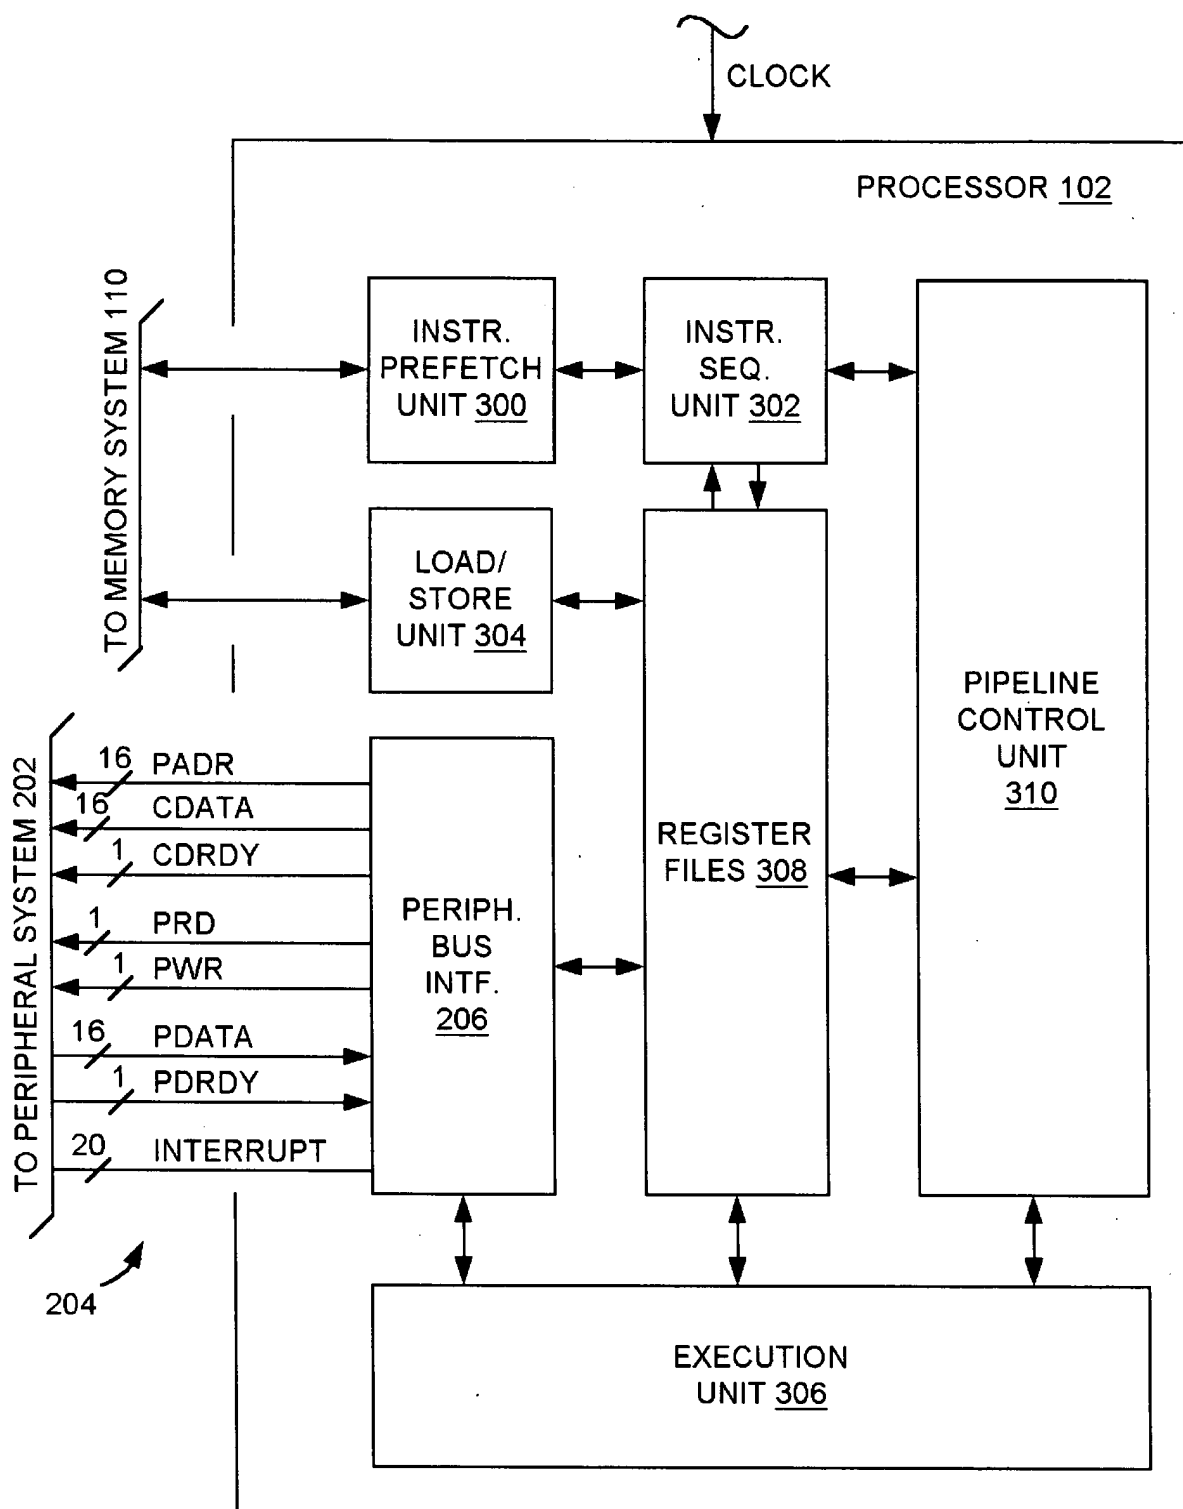 CLOCK
PROCESSOR 102
TO MEMORY SYSTEM 110
INSTR.
PREFETCH
UNIT 300
INSTR.
SEQ.
UNIT 302
LOAD/
STORE
UNIT 304
PIPELINE
CONTROL
UNIT
310
TO PERIPHERAL SYSTEM 202
16 PADR
16 CDATA
1 CDRDY
1 PRD
1 PWR
16 PDATA
1 PDRDY
20 INTERRUPT
PERIPH.
BUS
INTF.
206
REGISTER
FILES 308
204
EXECUTION
UNIT 306